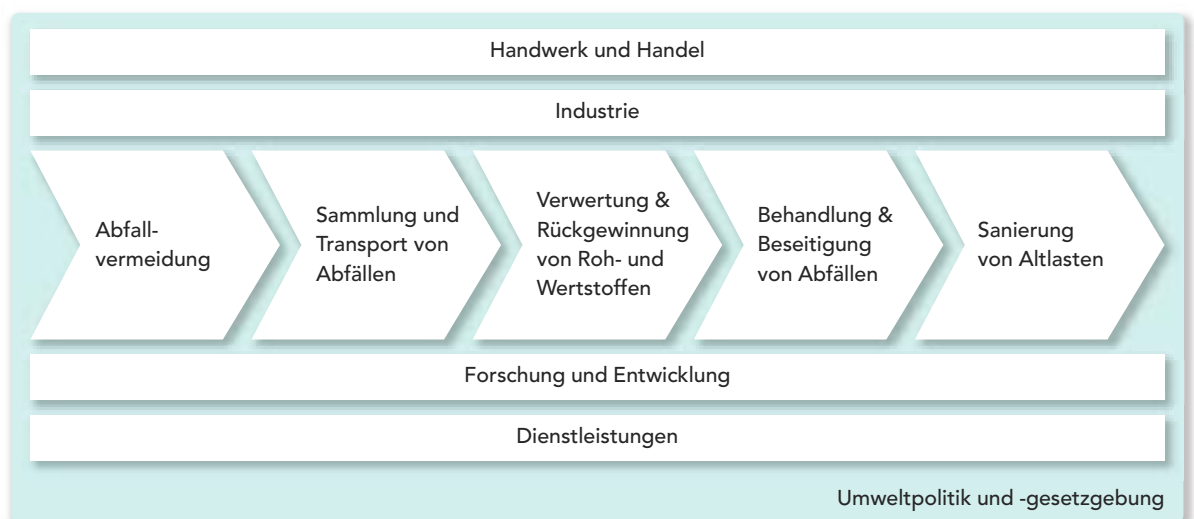 Handwerk und Handel
Industrie
Abfall-
vermeidung
Sammlung und
Transport von
Abfällen
Verwertung &
Rückgewinnung
von Roh- und
Wertstoffen
Behandlung &
Beseitigung
von Abfällen
Sanierung
von Altlasten
Forschung und Entwicklung
Dienstleistungen
Umweltpolitik und -gesetzgebung